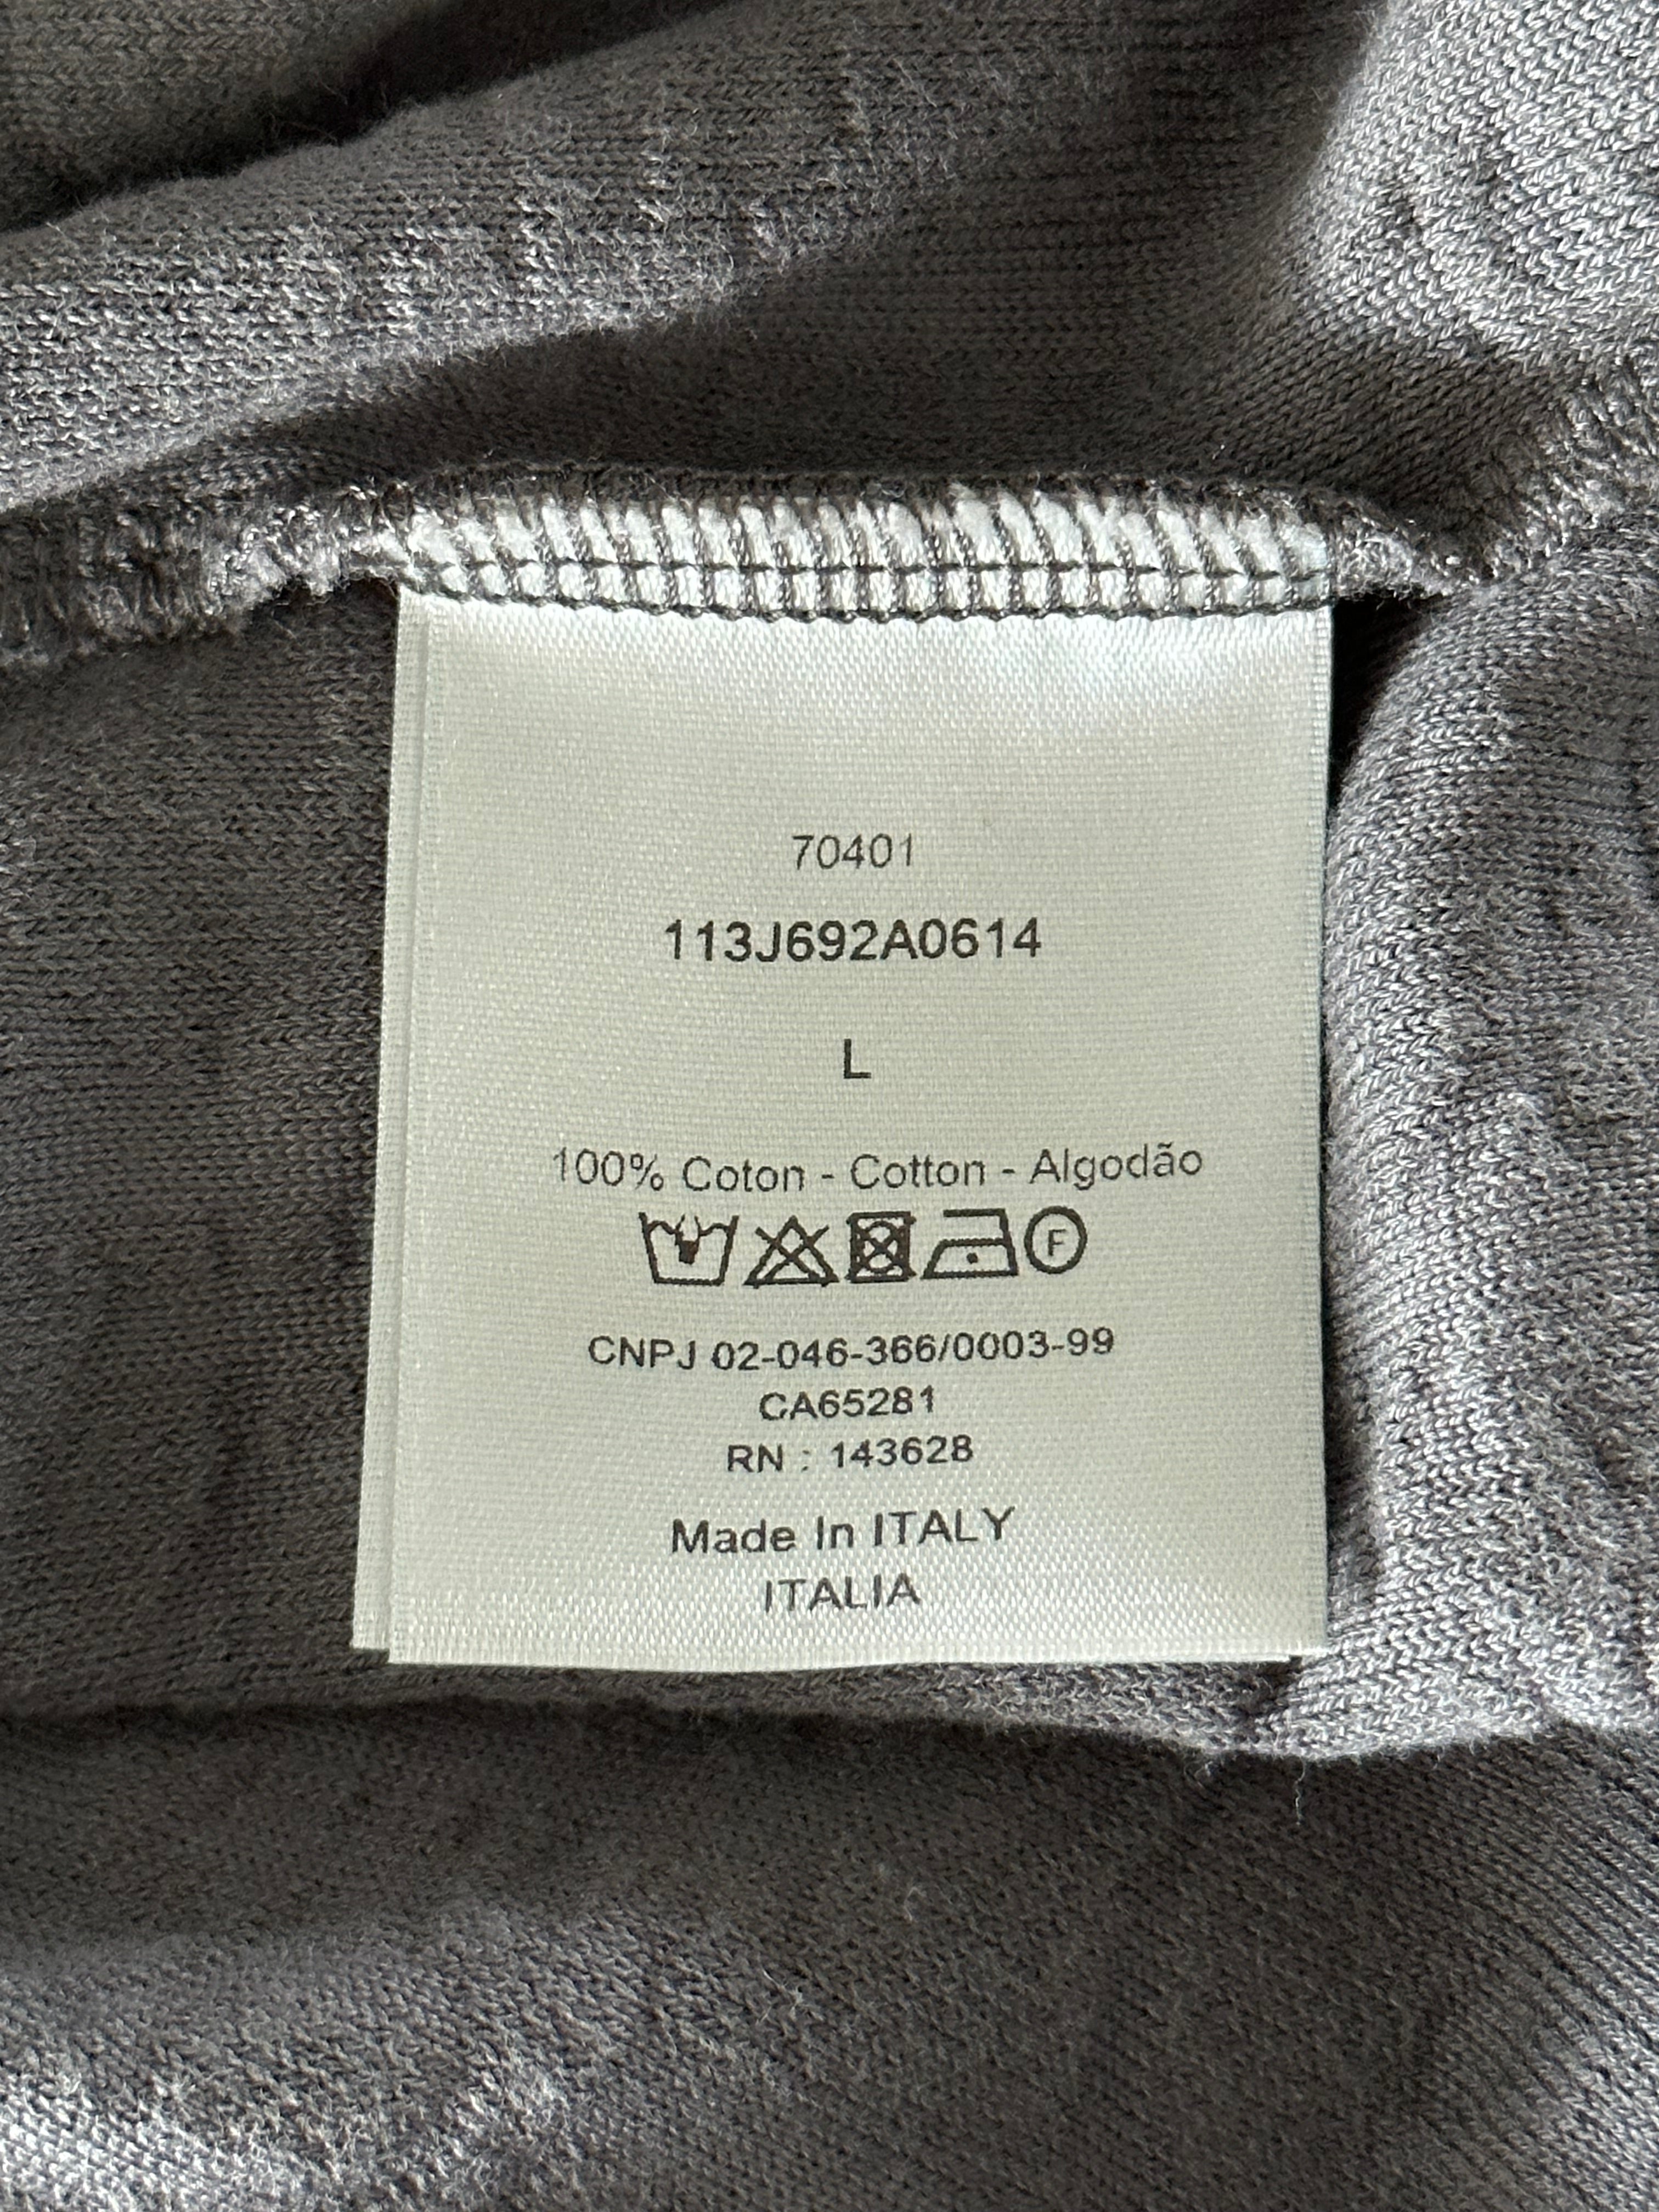 70401
113J692A0614
L
100% Coton - Cotton - Algodão
F
CNPJ 02-046-366/0003-99
CA65281
RN : 143628
Made In ITALY
ITALIA